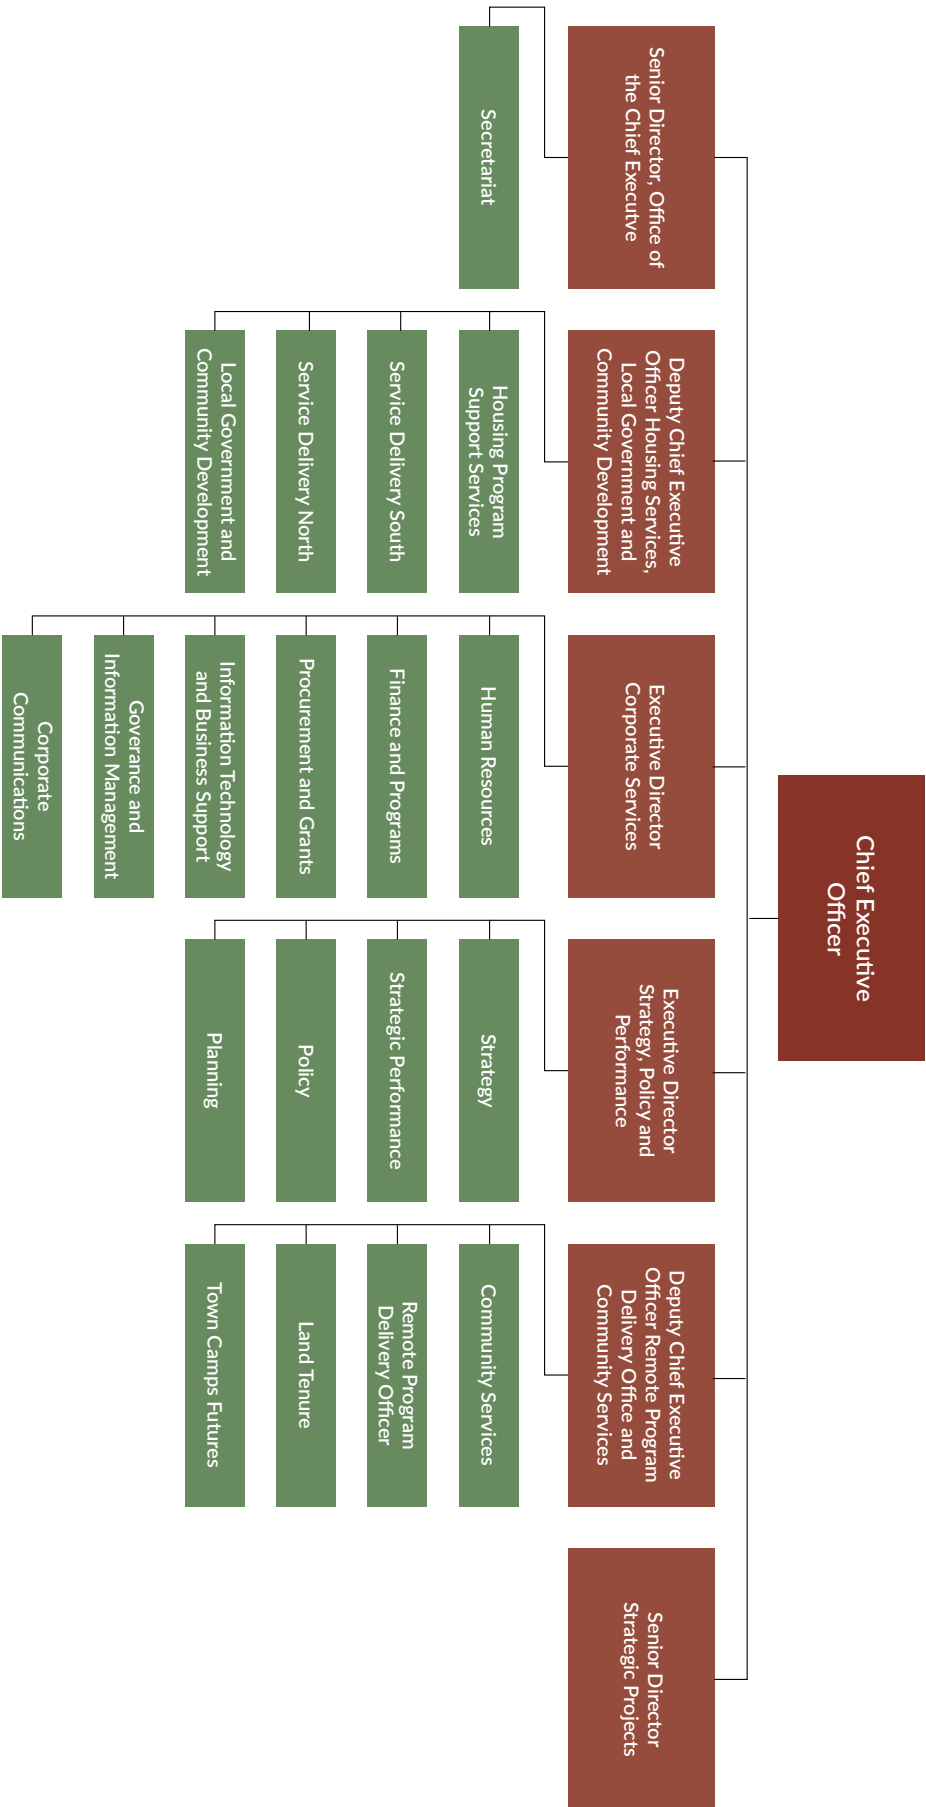 Chief Executive
Officer
Senior Director, Office of
the Chief Executve
Secretariat
Deputy Chief Executive
Officer Housing Services,
Local Government and
Community Development
Housing Program
Support Services
Service Delivery South
Service Delivery North
Local Government and
Community Development
Executive Director
Corporate Services
Human Resources
Finance and Programs
Procurement and Grants
Information Technology
and Business Support
Goverance and
Information Management
Corporate
Communications
Executive Director
Strategy, Policy and
Performance
Strategy
Strategic Performance
Policy
Planning
Deputy Chief Executive
Officer Remote Program
Delivery Office and
Community Services
Community Services
Remote Program
Delivery Officer
Land Tenure
Town Camps Futures
Senior Director
Strategic Projects